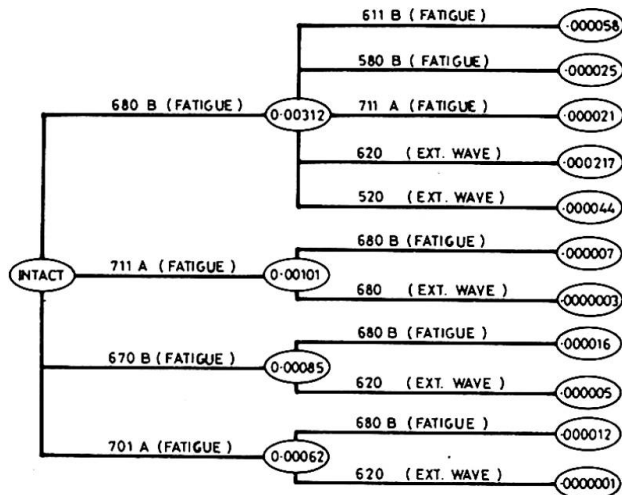 611 B (FATIGUE) .000058
580 B (FATIGUE) .000025
680 B (FATIGUE) 0.00312 711 A (FATIGUE) .000021
620 (EXT. WAVE) .000217
520 (EXT. WAVE) .000044
680 B (FATIGUE) .000007
INTACT 711 A (FATIGUE) 0.00101
680 (EXT. WAVE) .0000003
680 B (FATIGUE) .000016
670 B (FATIGUE) 0.00085
620 (EXT. WAVE) .000005
680 B (FATIGUE) .000012
701 A (FATIGUE) 0.00062
620 (EXT. WAVE) .0000001